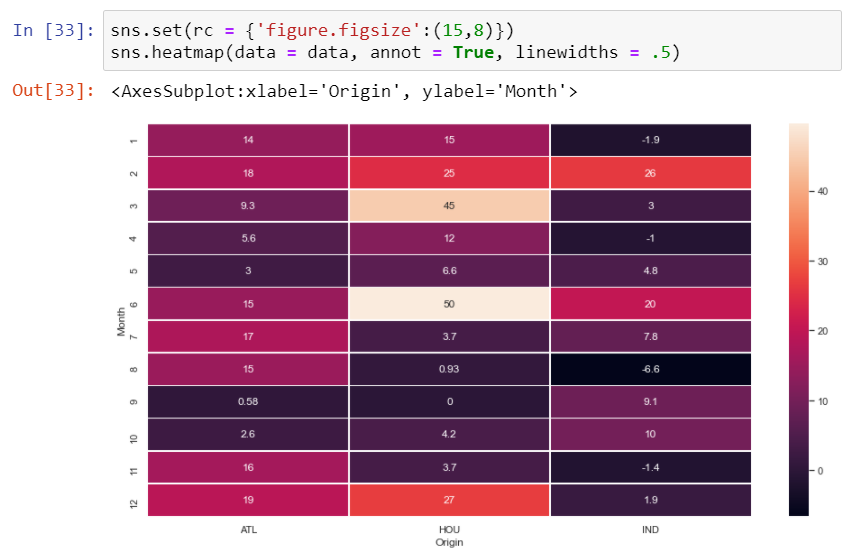 In [33]: sns.set(rc = {'figure.figsize':(15,8)})
sns.heatmap(data = data, annot = True, linewidths = .5)
Out[33]: <AxesSubplot:xlabel='Origin', ylabel='Month'>
1 14 15 -1.9
2 18 25 26
3 9.3 45 3 40
4 5.6 12 -1
5 3 6.6 4.8 30
6 15 50 20
Month
7 17 3.7 7.8 20
8 15 0.93 -6.6
9 0.58 0 9.1 10
10 2.6 4.2 10
11 16 3.7 -1.4 0
12 19 27 1.9
ATL HOU IND
Origin